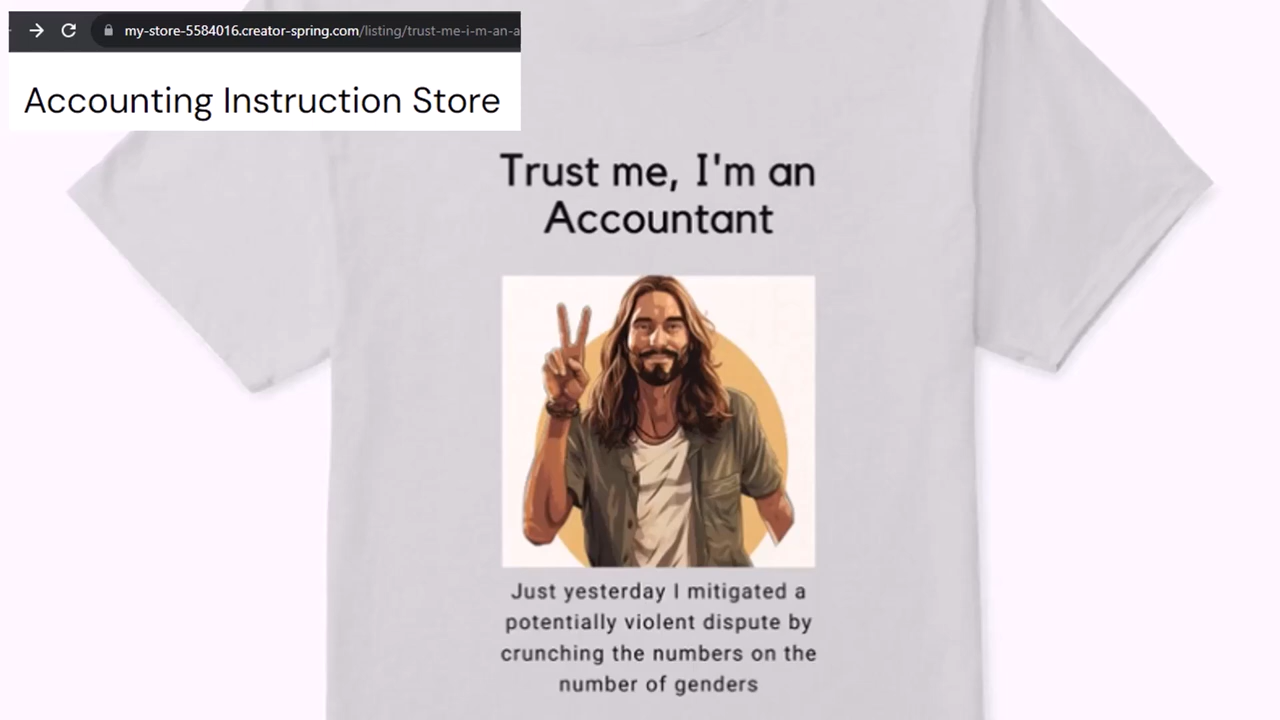 my-store-5584016.creator-spring.com/listing/trust-me-i-m-an-a
Accounting Instruction Store
Trust me, I'm an
Accountant
Just yesterday I mitigated a
potentially violent dispute by
crunching the numbers on the
number of genders